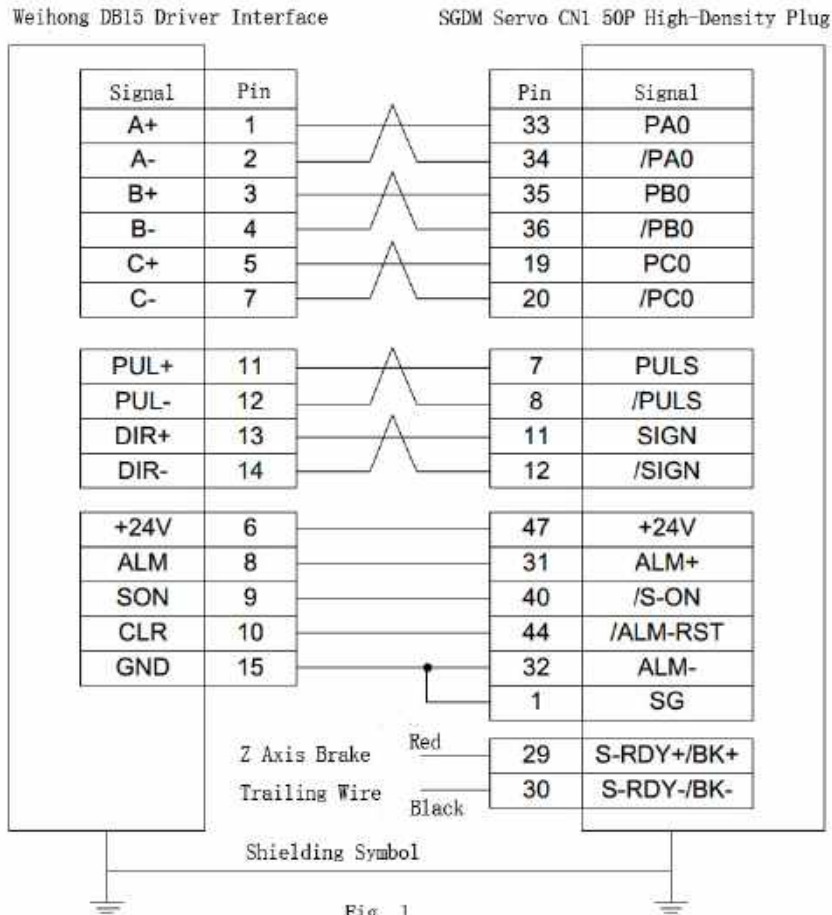 Weihong DB15 Driver Interface SGDM Servo CN1 50P High-Density Plug
Signal Pin Pin Signal
A+ 1 33 PA0
A- 2 34 /PA0
B+ 3 35 PB0
B- 4 36 /PB0
C+ 5 19 PC0
C- 7 20 /PC0
PUL+ 11 7 PULS
PUL- 12 8 /PULS
DIR+ 13 11 SIGN
DIR- 14 12 /SIGN
+24V 6 47 +24V
ALM 8 31 ALM+
SON 9 40 /S-ON
CLR 10 44 /ALM-RST
GND 15 32 ALM-
1 SG
Z Axis Brake Red 29 S-RDY+/BK+
Trailing Wire Black 30 S-RDY-/BK-
Shielding Symbol
Fig. 1